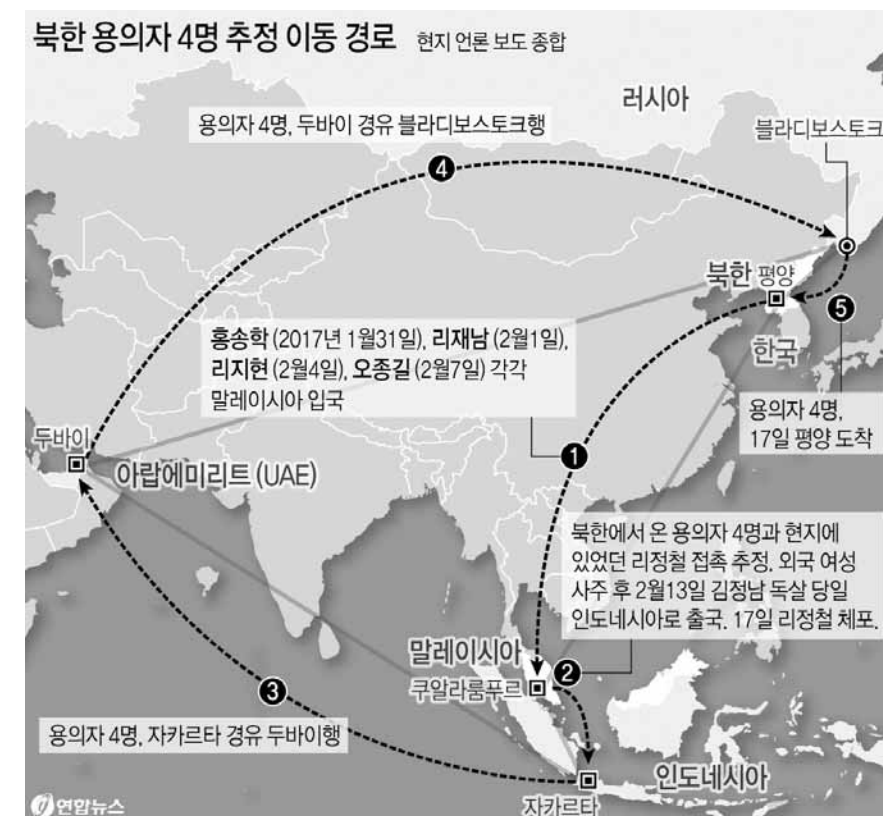 북한 용의자 4명 추정 이동 경로 현지 언론 보도 종합
러시아
용의자 4명, 두바이 경유 블라디보스토크행
블라디보스토크
4
북한 평양
5
홍송학 (2017년 1월31일), 리재남 (2월1일),
리지현 (2월4일), 오종길 (2월7일) 각각
말레이시아 입국
한국
용의자 4명,
17일 평양 도착
두바이
아랍에미리트 (UAE)
1
북한에서 온 용의자 4명과 현지에
있었던 리정철 접촉 추정. 외국 여성
사주 후 2월13일 김정남 독살 당일
인도네시아로 출국. 17일 리정철 체포.
말레이시아
쿠알라룸푸르
2
3
용의자 4명, 자카르타 경유 두바이행
인도네시아
자카르타
연합뉴스